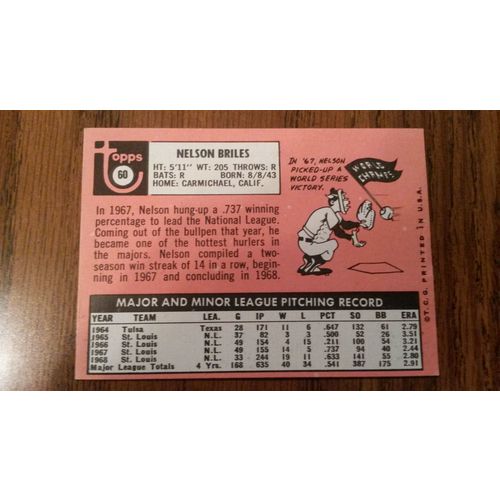 topps
60
NELSON BRILES
HT: 5'11" WT: 205 THROWS: R
BATS: R BORN: 8/8/43
HOME: CARMICHAEL, CALIF.
In 1967, Nelson hung-up a .737 winning
percentage to lead the National League.
Coming out of the bullpen that year, he
became one of the hottest hurlers in
the majors. Nelson compiled a two-
season win streak of 14 in a row, begin-
ning in 1967 and concluding in 1968.
IN '67, NELSON
PICKED-UP A
WORLD SERIES
VICTORY.
WORLD
CHAMPS
©T.C.G. PRINTED IN U.S.A.
MAJOR AND MINOR LEAGUE PITCHING RECORD
YEAR TEAM LEA. G IP W L PCT SO BB ERA
1964 Tulsa Texas 28 171 11 6 .647 132 61 2.79
1965 St. Louis N.L. 37 82 3 3 .500 52 26 3.51
1966 St. Louis N.L. 49 154 4 15 .211 100 54 3.21
1967 St. Louis N.L. 49 155 14 5 .737 94 40 2.44
1968 St. Louis N.L. 33 244 19 11 .633 141 55 2.80
Major League Totals 4 Yrs. 168 635 40 34 .541 387 175 2.91